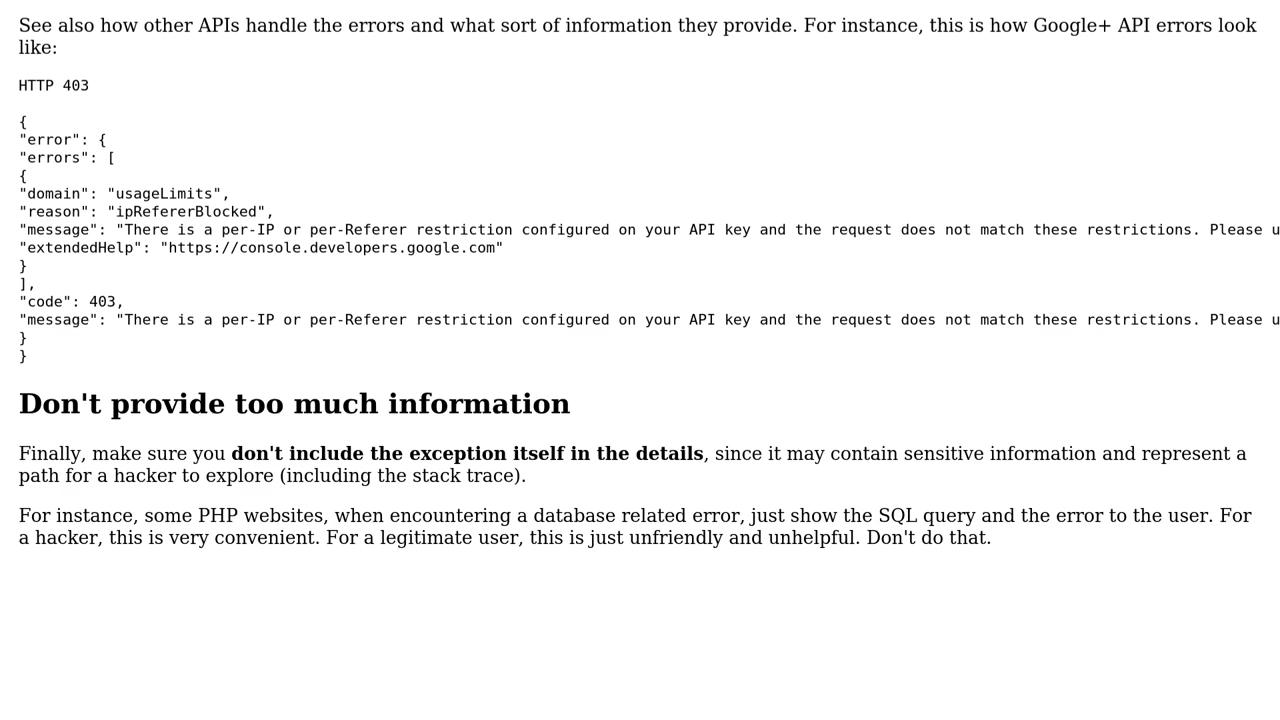 See also how other APIs handle the errors and what sort of information they provide. For instance, this is how Google+ API errors look
like:
HTTP 403
{
"error": {
"errors": [
{
"domain": "usageLimits",
"reason": "ipRefererBlocked",
"message": "There is a per-IP or per-Referer restriction configured on your API key and the request does not match these restrictions. Please u
"extendedHelp": "https://console.developers.google.com"
}
],
"code": 403,
"message": "There is a per-IP or per-Referer restriction configured on your API key and the request does not match these restrictions. Please u
}
}
Don't provide too much information
Finally, make sure you don't include the exception itself in the details, since it may contain sensitive information and represent a
path for a hacker to explore (including the stack trace).
For instance, some PHP websites, when encountering a database related error, just show the SQL query and the error to the user. For
a hacker, this is very convenient. For a legitimate user, this is just unfriendly and unhelpful. Don't do that.